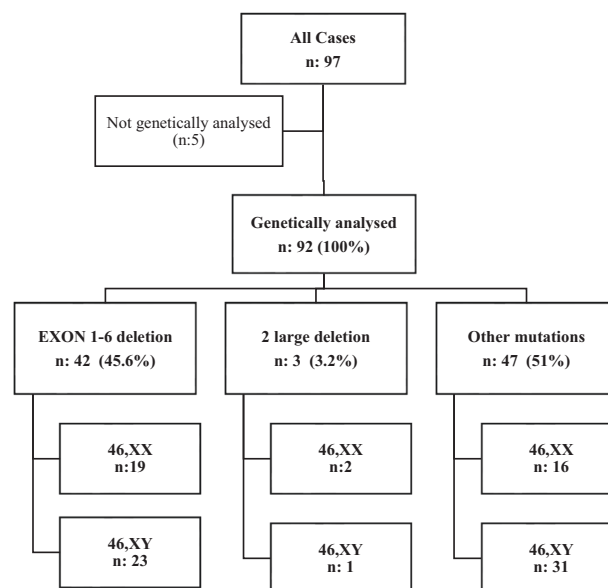 All Cases
n: 97
Not genetically analysed
(n:5)
Genetically analysed
n: 92 (100%)
EXON 1-6 deletion
n: 42 (45.6%)
2 large deletion
n: 3 (3.2%)
Other mutations
n: 47 (51%)
46,XX
n:19
46,XX
n:2
46,XX
n: 16
46,XY
n: 23
46,XY
n: 1
46,XY
n: 31